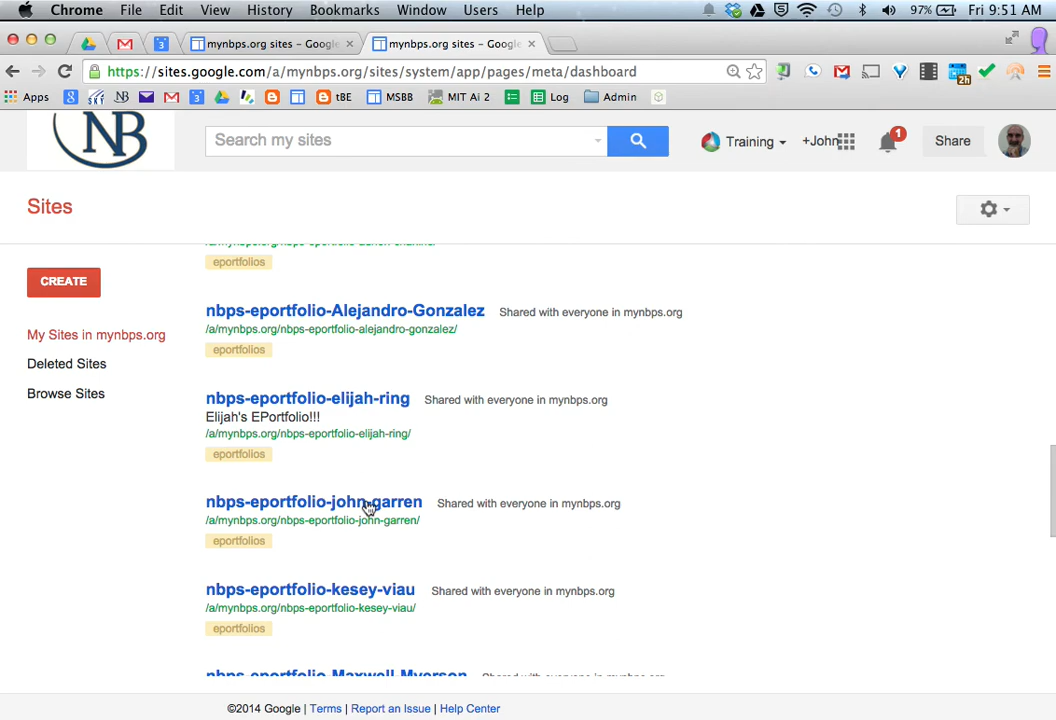 Chrome File Edit View History Bookmarks Window Users Help 97% Fri 9:51 AM
3 mynbps.org sites – Google × mynbps.org sites – Google ×
https://sites.google.com/a/mynbps.org/sites/system/app/pages/meta/dashboard 2h
Apps 8 SKY NB 3 tBE MSBB MIT Ai 2 Log Admin
NB Search my sites Training +John 1 Share
Sites
CREATE
My Sites in mynbps.org
Deleted Sites
Browse Sites
eportfolios
nbps-eportfolio-Alejandro-Gonzalez Shared with everyone in mynbps.org
/a/mynbps.org/nbps-eportfolio-alejandro-gonzalez/
eportfolios
nbps-eportfolio-elijah-ring Shared with everyone in mynbps.org
Elijah's EPortfolio!!!
/a/mynbps.org/nbps-eportfolio-elijah-ring/
eportfolios
nbps-eportfolio-john-garren Shared with everyone in mynbps.org
/a/mynbps.org/nbps-eportfolio-john-garren/
eportfolios
nbps-eportfolio-kesey-viau Shared with everyone in mynbps.org
/a/mynbps.org/nbps-eportfolio-kesey-viau/
eportfolios
nbps-eportfolio-Maxwell-Myerson Shared with everyone in mynbps.org
©2014 Google | Terms | Report an Issue | Help Center